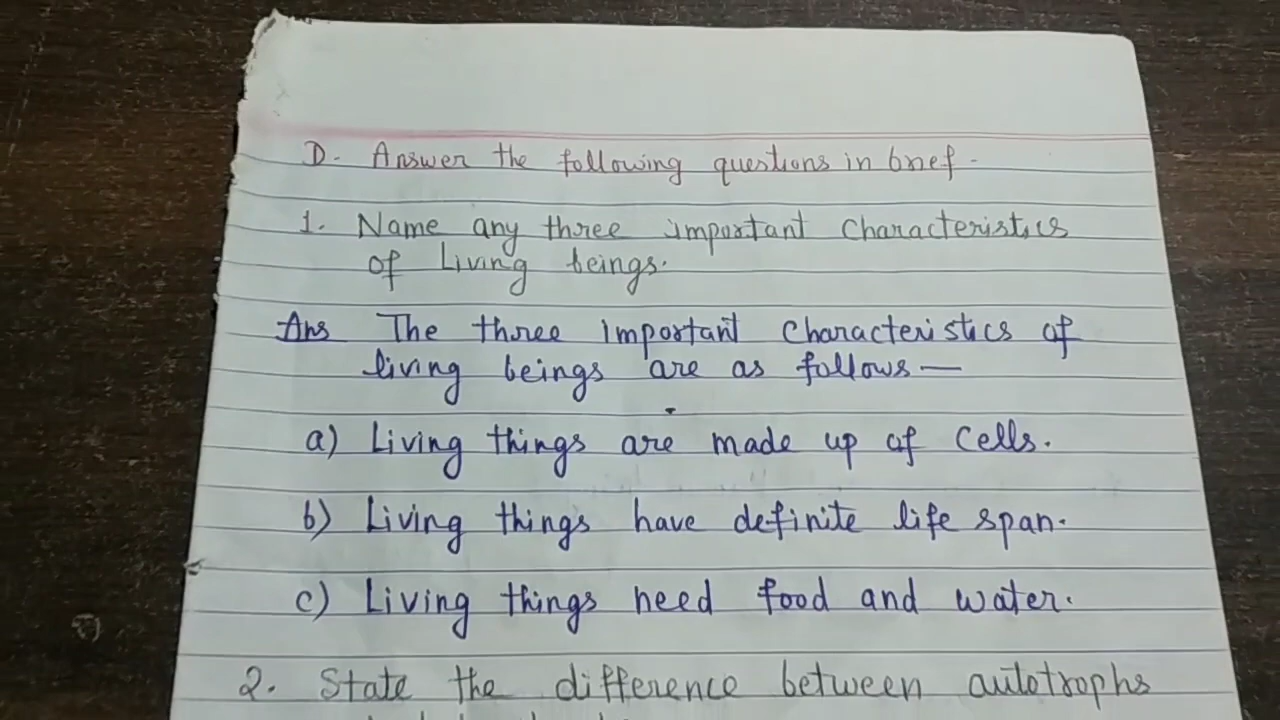 D. Answer the following questions in brief -
1. Name any three important characteristics
of living beings.
Ans The three important characteristics of
living beings are as follows —
a) Living things are made up of cells.
b) Living things have definite life span.
c) Living things need food and water.
2. State the difference between autotrophs